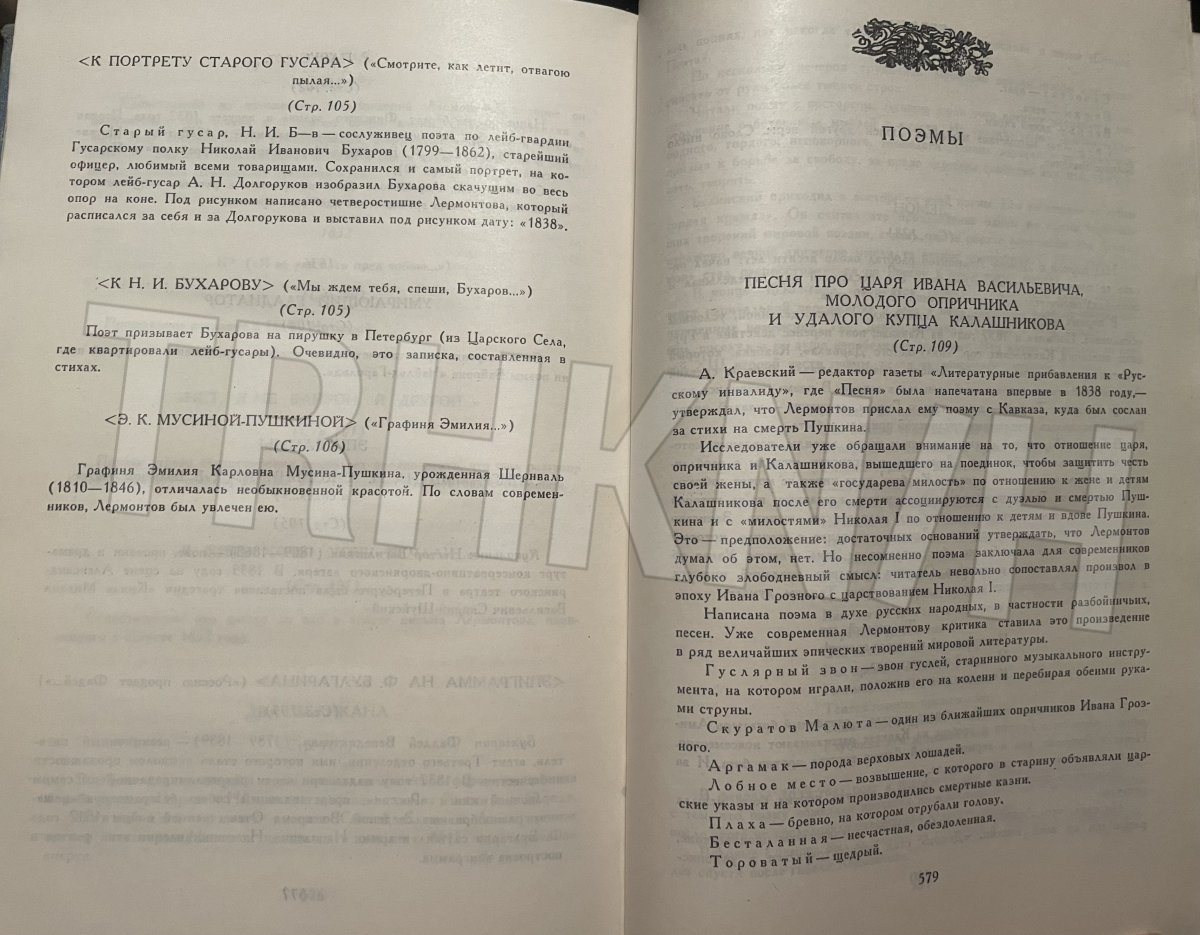 <К ПОРТРЕТУ СТАРОГО ГУСАРА> («Смотрите, как летит, отвагою
пылая...»)
(Стр. 105)
Старый гусар, Н. И. Б—в — сослуживец поэта по лейб-гвардии
Гусарскому полку Николай Иванович Бухаров (1799—1862), старейший
офицер, любимый всеми товарищами. Сохранился и самый портрет, на ко-
тором лейб-гусар А. Н. Долгоруков изобразил Бухарова скачущим во весь
опор на коне. Под рисунком написано четверостишие Лермонтова, который
расписался за себя и за Долгорукова и выставил под рисунком дату: «1838».
<К Н. И. БУХАРОВУ> («Мы ждем тебя, спеши, Бухаров...»)
(Стр. 105)
Поэт призывает Бухарова на пирушку в Петербург (из Царского Села,
где квартировали лейб-гусары). Очевидно, это записка, составленная в
стихах.
<Э. К. МУСИНОЙ-ПУШКИНОЙ> («Графиня Эмилия...»)
(Стр. 106)
Графиня Эмилия Карловна Мусина-Пушкина, урожденная Шернваль
(1810—1846), отличалась необыкновенной красотой. По словам современ-
ников, Лермонтов был увлечен ею.
ПОЭМЫ
ПЕСНЯ ПРО ЦАРЯ ИВАНА ВАСИЛЬЕВИЧА,
МОЛОДОГО ОПРИЧНИКА
И УДАЛОГО КУПЦА КАЛАШНИКОВА
(Стр. 109)
А. Краевский — редактор газеты «Литературные прибавления к «Рус-
скому инвалиду», где «Песня» была напечатана впервые в 1838 году,—
утверждал, что Лермонтов прислал ему поэму с Кавказа, куда был сослан
за стихи на смерть Пушкина.
Исследователи уже обращали внимание на то, что отношение царя,
опричника и Калашникова, вышедшего на поединок, чтобы защитить честь
своей жены, а также «государева милость» по отношению к жене и детям
Калашникова после его смерти ассоциируются с дуэлью и смертью Пуш-
кина и с «милостями» Николая I по отношению к детям и вдове Пушкина.
Это — предположение: достаточных оснований утверждать, что Лермонтов
думал об этом, нет. Но несомненно поэма заключала для современников
глубоко злободневный смысл: читатель невольно сопоставлял произвол в
эпоху Ивана Грозного с царствованием Николая I.
Написана поэма в духе русских народных, в частности разбойничьих,
песен. Уже современная Лермонтову критика ставила это произведение
в ряд величайших эпических творений мировой литературы.
Гуслярный звон — звон гуслей, старинного музыкального инстру-
мента, на котором играли, положив его на колени и перебирая обеими рука-
ми струны.
Скуратов Малюта — один из ближайших опричников Ивана Гроз-
ного.
Аргамак — порода верховых лошадей.
Лобное место — возвышение, с которого в старину объявляли цар-
ские указы и на котором производились смертные казни.
Плаха — бревно, на котором отрубали голову.
Бесталанная — несчастная, обездоленная.
Тороватый — щедрый.
579